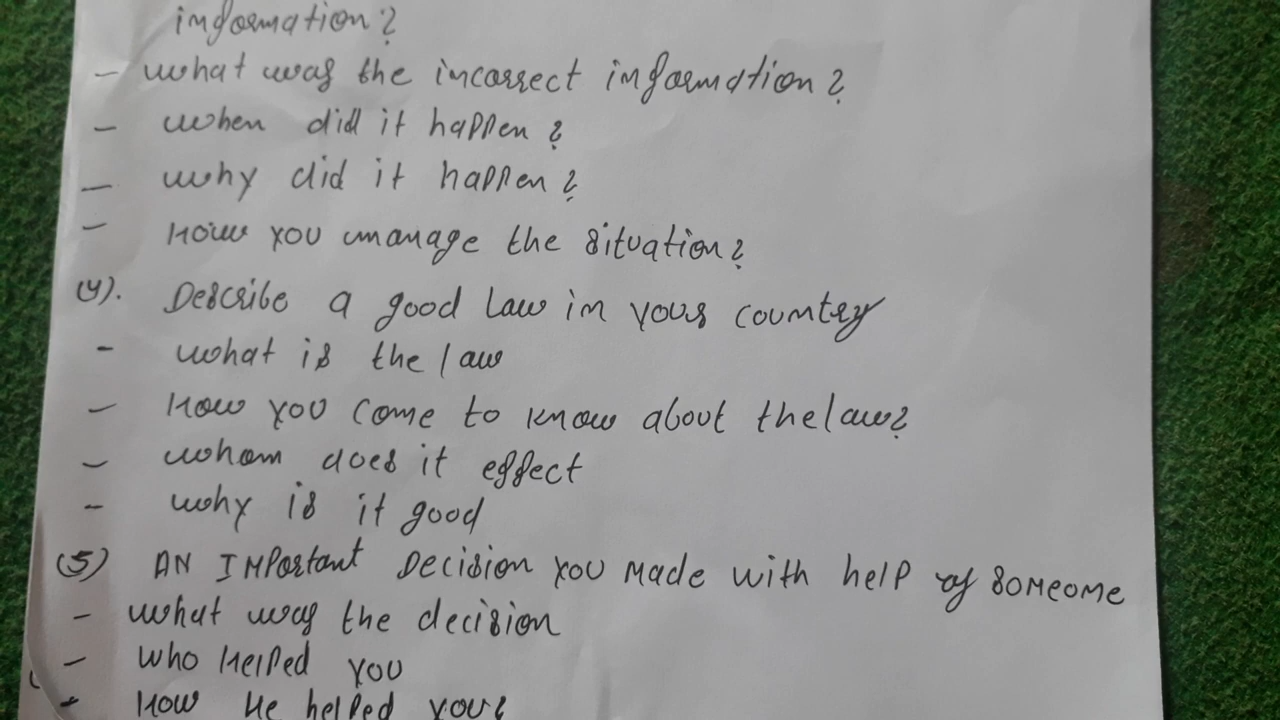 information?
- what was the incorrect information?
- when did it happen?
- why did it happen?
- How you manage the situation?
(4). Describe a good law in your country
- what is the law
- How you come to know about the law?
- whom does it effect
- why is it good
(5) AN IMPortant Decision you made with help of someome
- what was the decision
- who Helped you
- How He helped you?